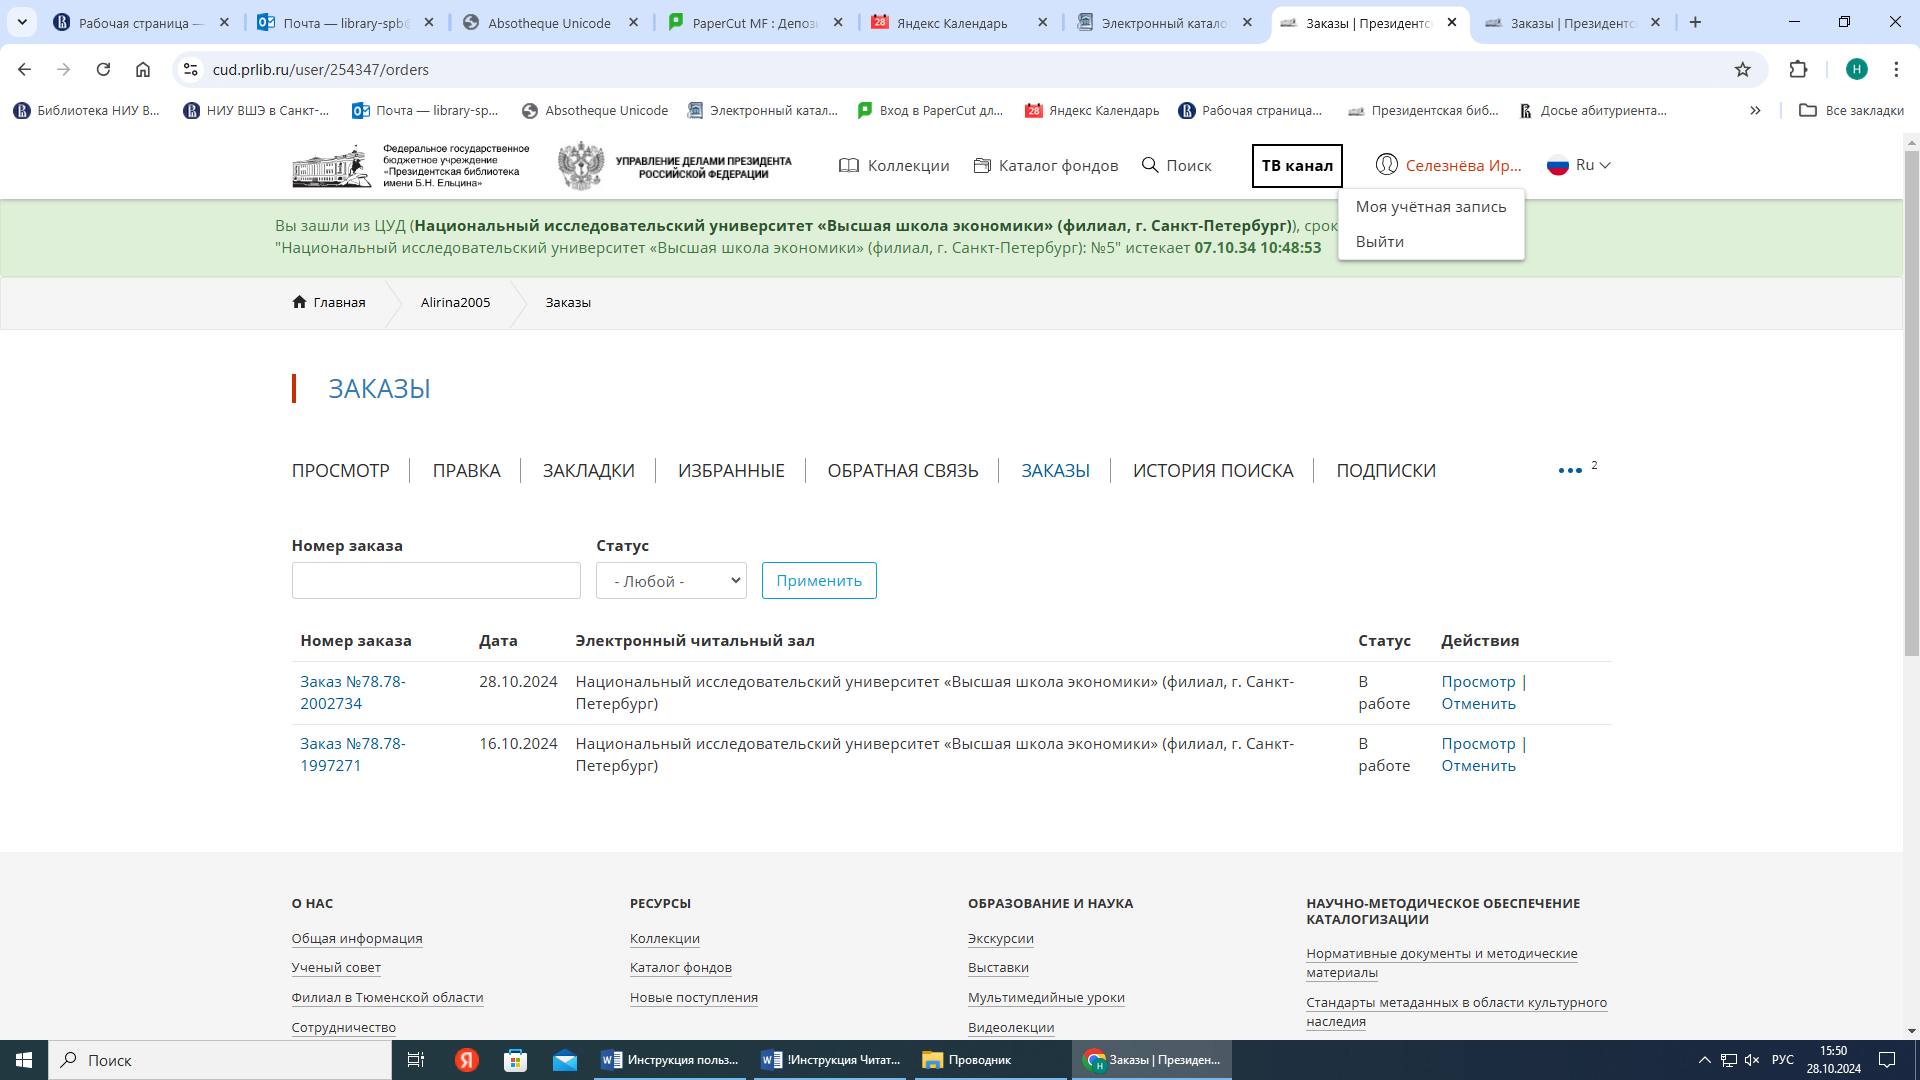 Рабочая страница —
Почта — library-spb@
Absotheque Unicode
PaperCut MF : Депози
Яндекс Календарь
Электронный катало
Заказы | Президентск
Заказы | Президентс
cud.prlib.ru/user/254347/orders
Библиотека НИУ В...
НИУ ВШЭ в Санкт-...
Почта — library-sp...
Absotheque Unicode
Электронный катал...
Вход в PaperCut дл...
Яндекс Календарь
Рабочая страница...
Президентская биб...
Досье абитуриента...
Все закладки
Федеральное государственное
бюджетное учреждение
«Президентская библиотека
имени Б.Н. Ельцина»
УПРАВЛЕНИЕ ДЕЛАМИ ПРЕЗИДЕНТА
РОССИЙСКОЙ ФЕДЕРАЦИИ
Коллекции
Каталог фондов
Поиск
ТВ канал
Селезнёва Ир...
Ru
Моя учётная запись
Выйти
Вы зашли из ЦУД (Национальный исследовательский университет «Высшая школа экономики» (филиал, г. Санкт-Петербург)), срок
"Национальный исследовательский университет «Высшая школа экономики» (филиал, г. Санкт-Петербург): №5" истекает 07.10.34 10:48:53
Главная
Alirina2005
Заказы
ЗАКАЗЫ
ПРОСМОТР
ПРАВКА
ЗАКЛАДКИ
ИЗБРАННЫЕ
ОБРАТНАЯ СВЯЗЬ
ЗАКАЗЫ
ИСТОРИЯ ПОИСКА
ПОДПИСКИ
••• 2
Номер заказа
Статус
- Любой -
Применить
Номер заказа Дата Электронный читальный зал Статус Действия
Заказ №78.78- 28.10.2024 Национальный исследовательский университет «Высшая школа экономики» (филиал, г. Санкт- В Просмотр |
2002734 Петербург) работе Отменить
Заказ №78.78- 16.10.2024 Национальный исследовательский университет «Высшая школа экономики» (филиал, г. Санкт- В Просмотр |
1997271 Петербург) работе Отменить
О НАС
Общая информация
Ученый совет
Филиал в Тюменской области
Сотрудничество
РЕСУРСЫ
Коллекции
Каталог фондов
Новые поступления
ОБРАЗОВАНИЕ И НАУКА
Экскурсии
Выставки
Мультимедийные уроки
Видеолекции
НАУЧНО-МЕТОДИЧЕСКОЕ ОБЕСПЕЧЕНИЕ
КАТАЛОГИЗАЦИИ
Нормативные документы и методические
материалы
Стандарты метаданных в области культурного
наследия
Поиск
Инструкция польз...
!Инструкция Читат...
Проводник
Заказы | Президен...
РУС
15:50
28.10.2024